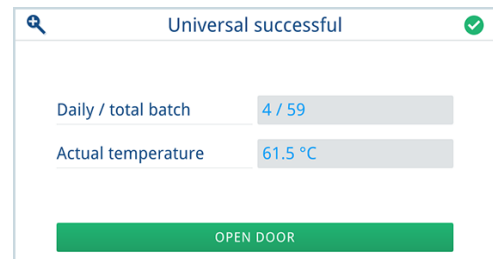 Universal successful
Daily / total batch 4 / 59
Actual temperature 61.5 °C
OPEN DOOR